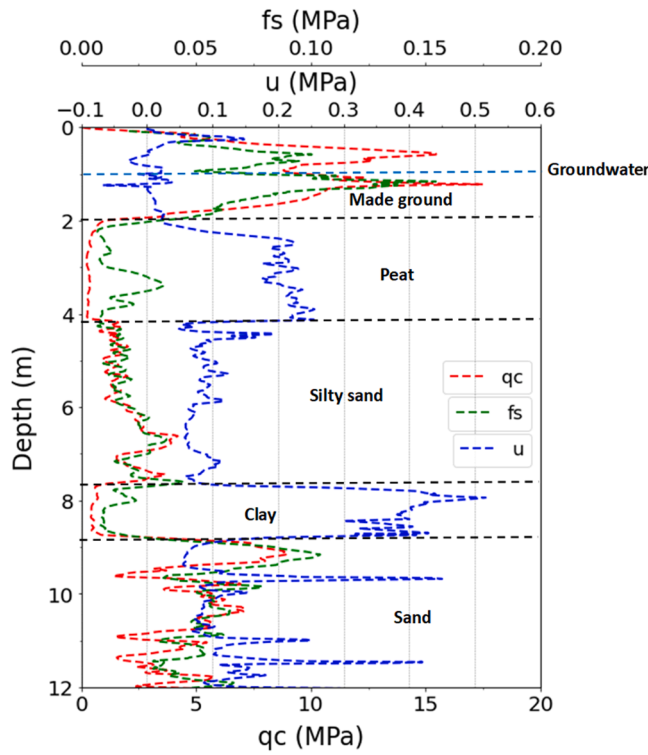 fs (MPa)
0.00 0.05 0.10 0.15 0.20
u (MPa)
−0.1 0.0 0.1 0.2 0.3 0.4 0.5 0.6
0
Groundwater
Made ground
2
Peat
4
qc
Silty sand
fs
6
u
Depth (m)
8
Clay
10
Sand
12
0 5 10 15 20
qc (MPa)